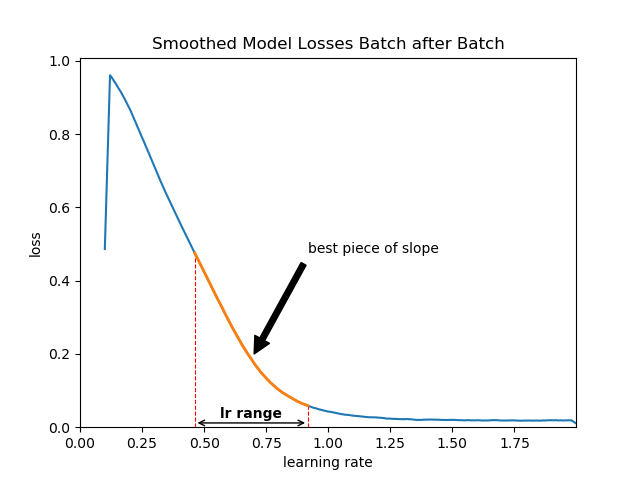 Smoothed Model Losses Batch after Batch
1.0
0.8
0.6
0.4
0.2
0.0
loss
best piece of slope
lr range
0.00 0.25 0.50 0.75 1.00 1.25 1.50 1.75
learning rate